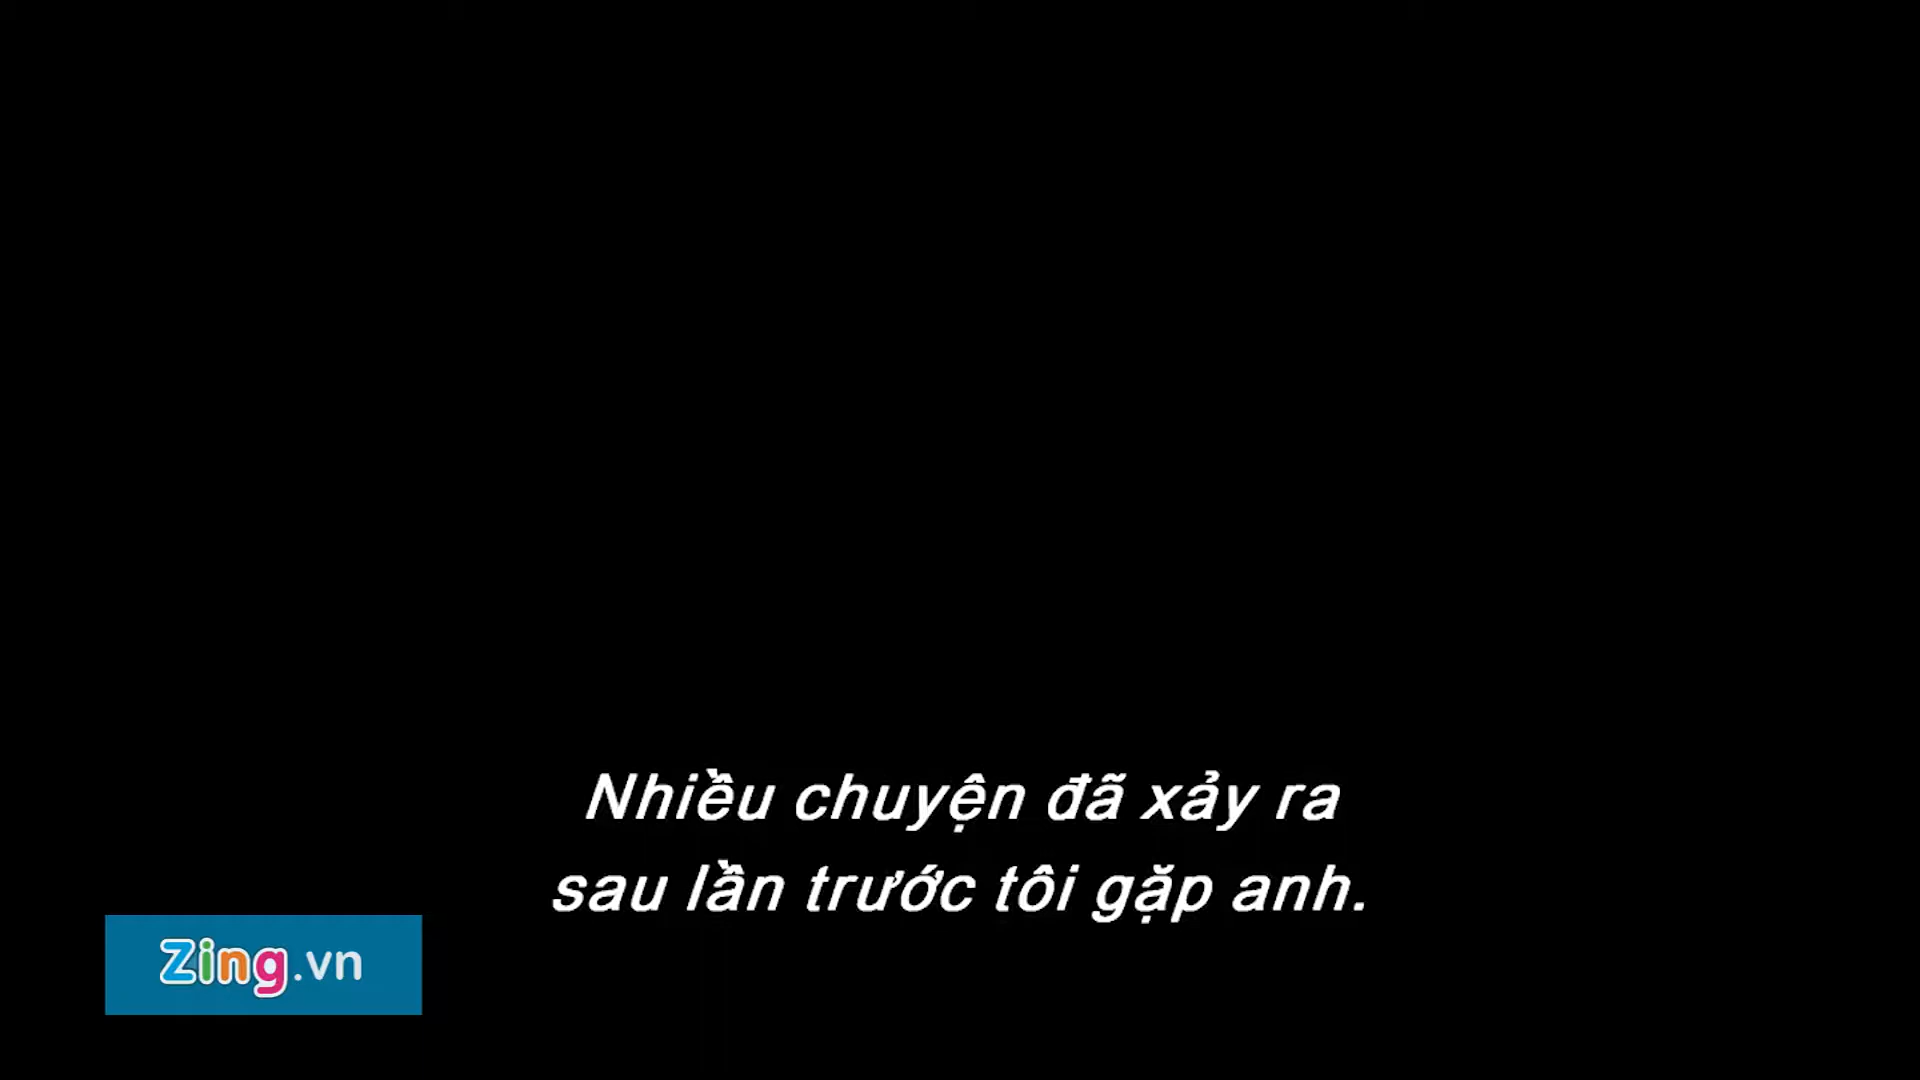 Nhiều chuyện đã xảy ra
sau lần trước tôi gặp anh.
Zing.vn